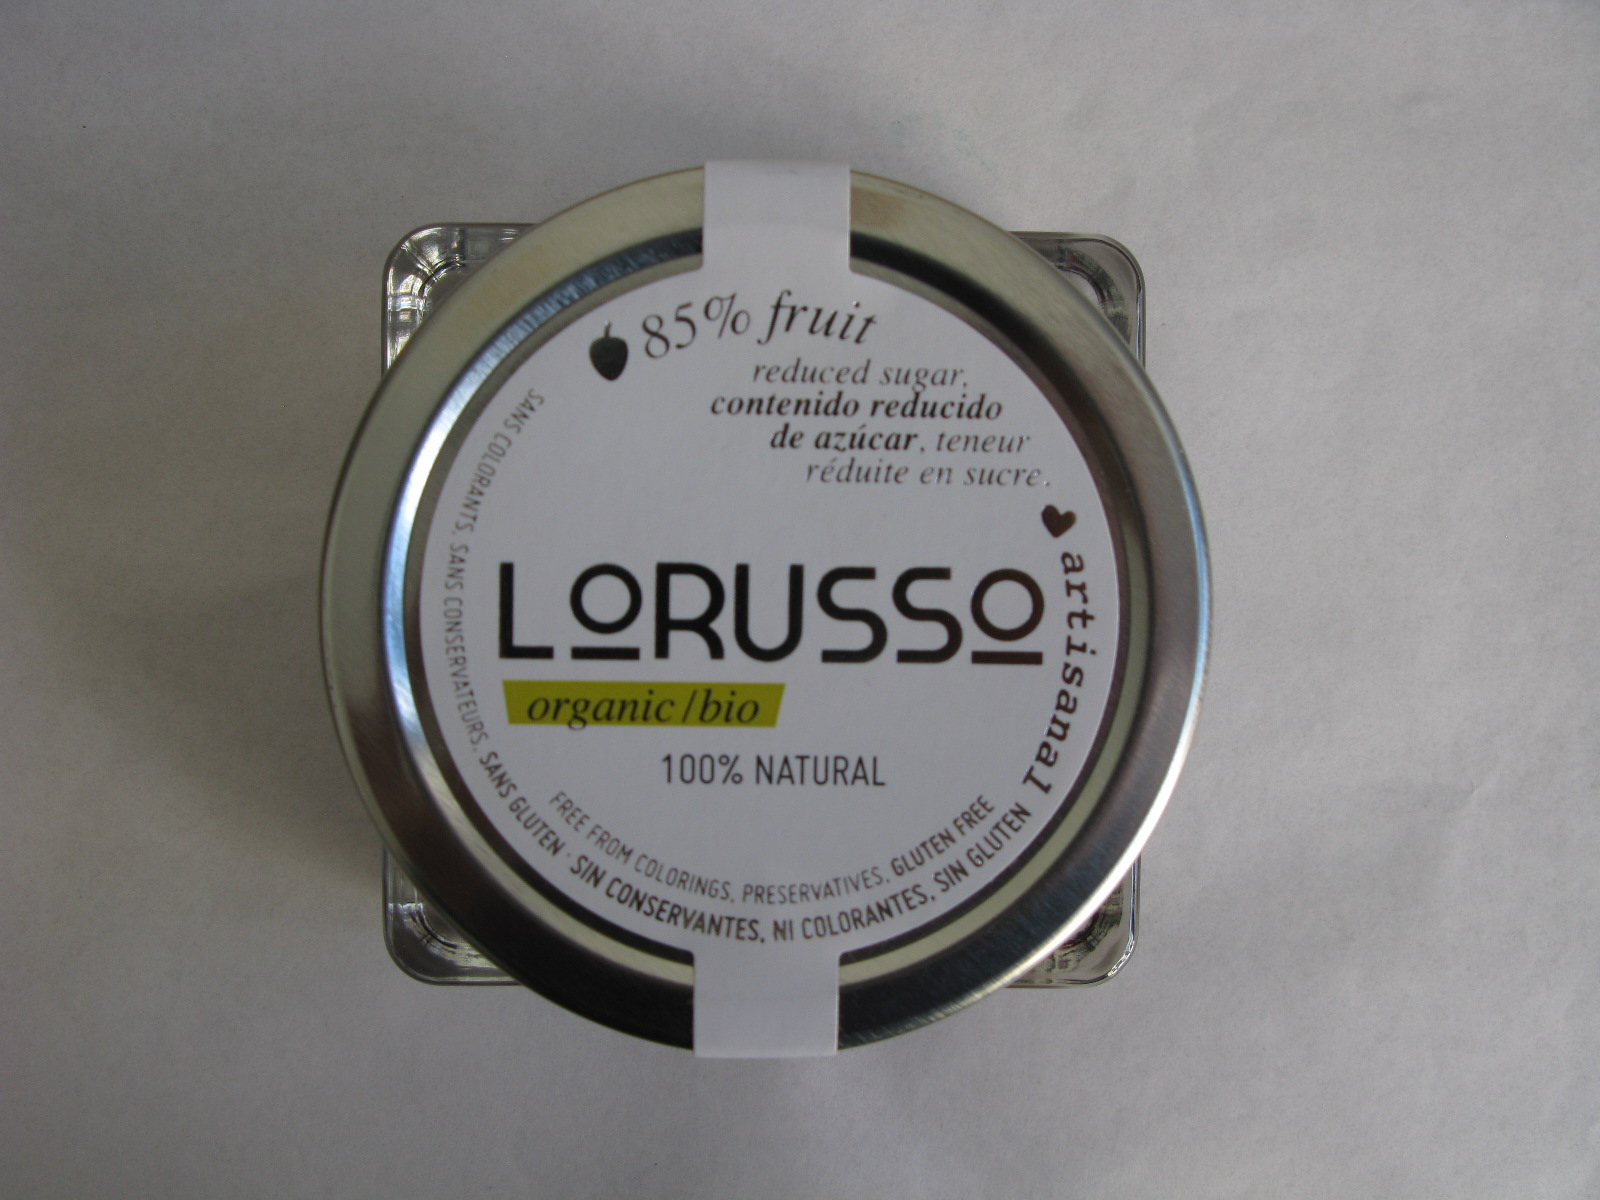 85% fruit
reduced sugar,
contenido reducido
de azúcar, teneur
réduite en sucre.
artisanal
LORUSSO
organic/bio
100% NATURAL
FREE FROM COLORINGS, PRESERVATIVES, GLUTEN FREE
SANS COLORANTS, SANS CONSERVATEURS, SANS GLUTEN · SIN CONSERVANTES, NI COLORANTES, SIN GLUTEN